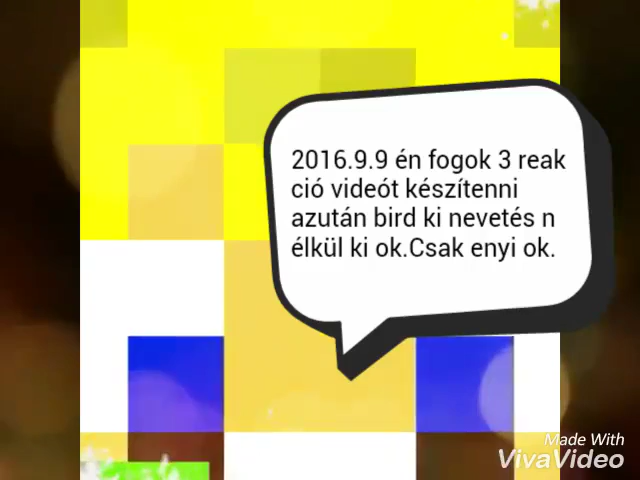 2016.9.9 én fogok 3 reak
ció videót készítenni
azután bird ki nevetés n
élkül ki ok.Csak enyi ok.
Made With
VivaVideo